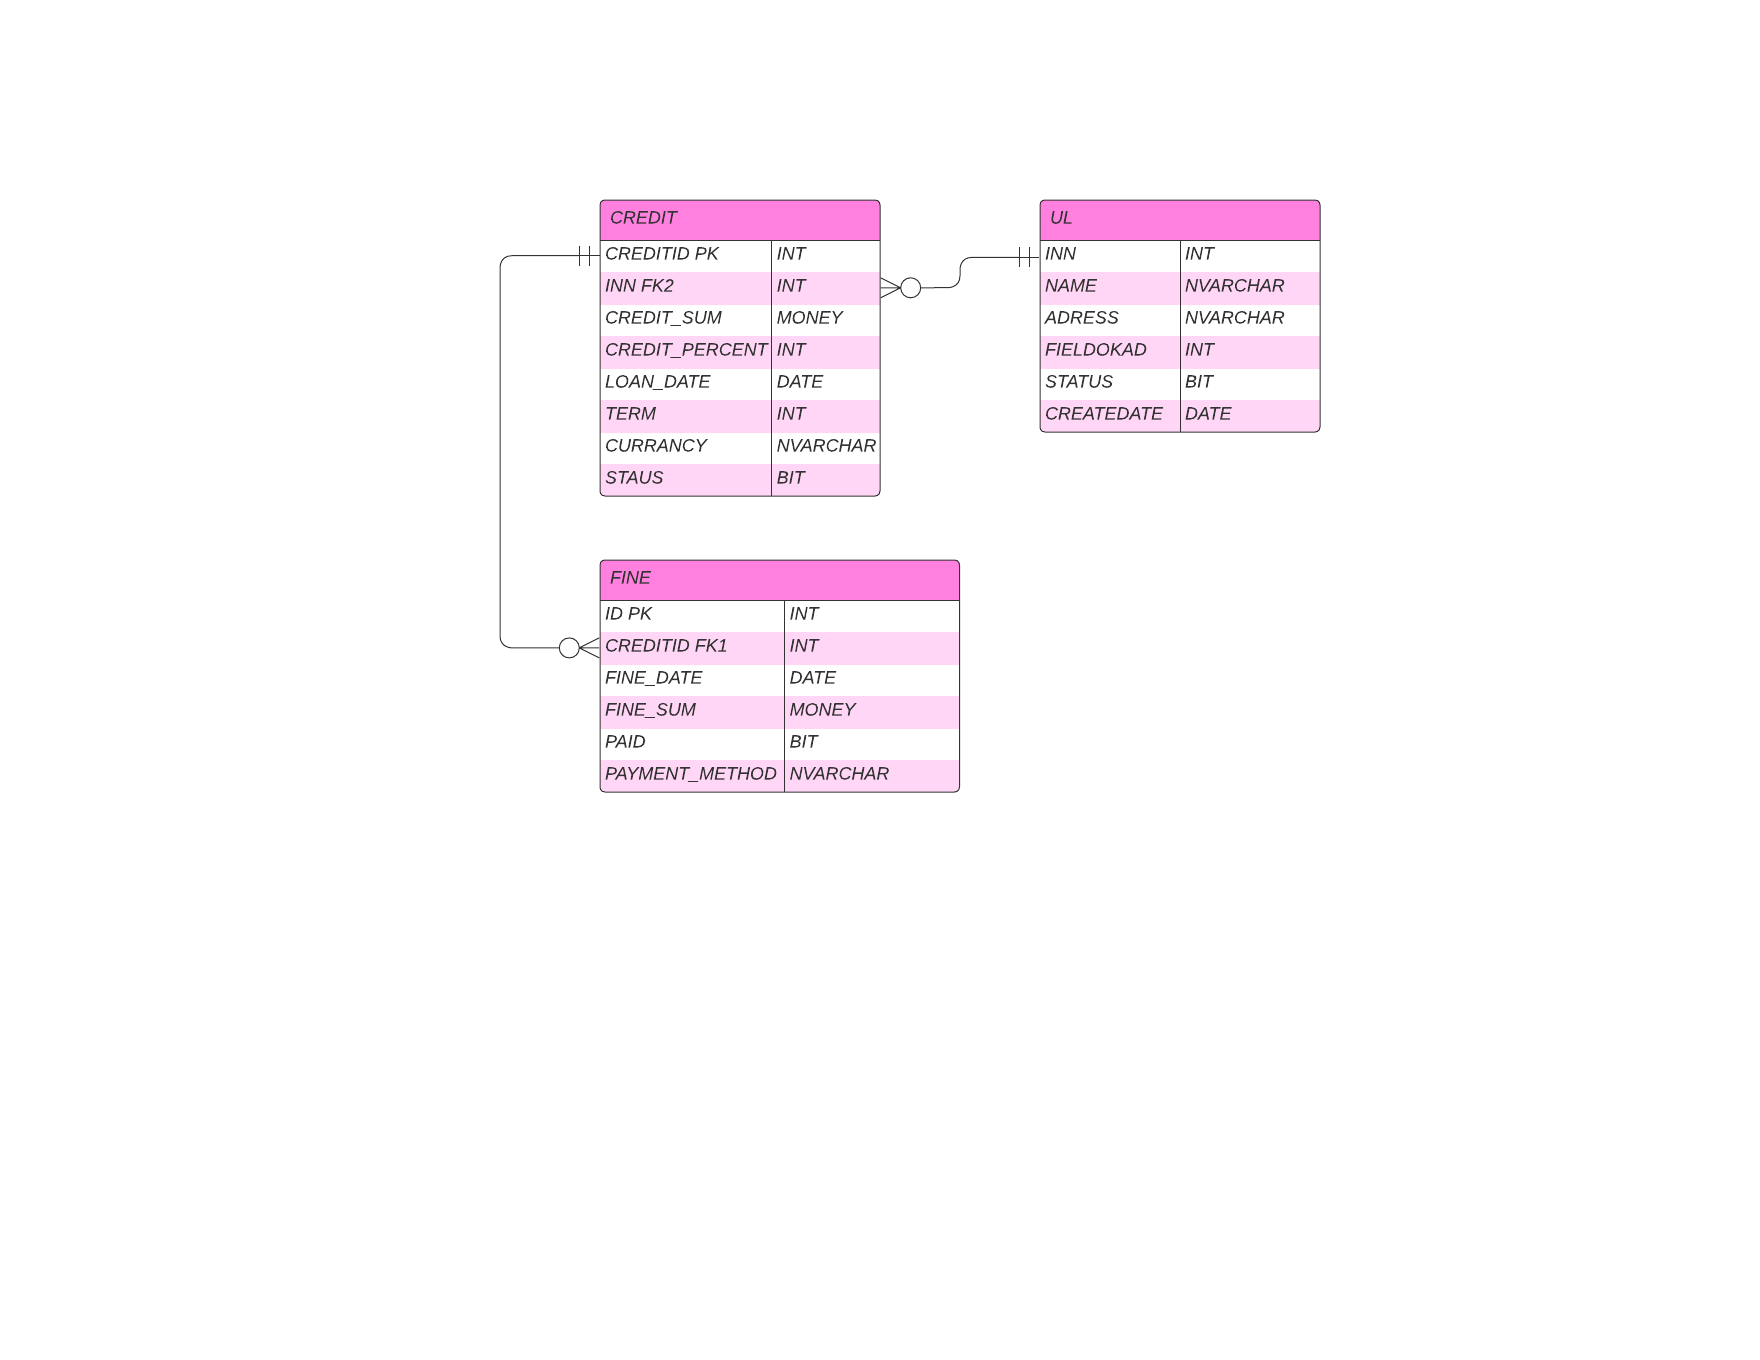 CREDIT
CREDITID PK INT
INN FK2 INT
CREDIT_SUM MONEY
CREDIT_PERCENT INT
LOAN_DATE DATE
TERM INT
CURRANCY NVARCHAR
STAUS BIT
UL
INN INT
NAME NVARCHAR
ADRESS NVARCHAR
FIELDOKAD INT
STATUS BIT
CREATEDATE DATE
FINE
ID PK INT
CREDITID FK1 INT
FINE_DATE DATE
FINE_SUM MONEY
PAID BIT
PAYMENT_METHOD NVARCHAR